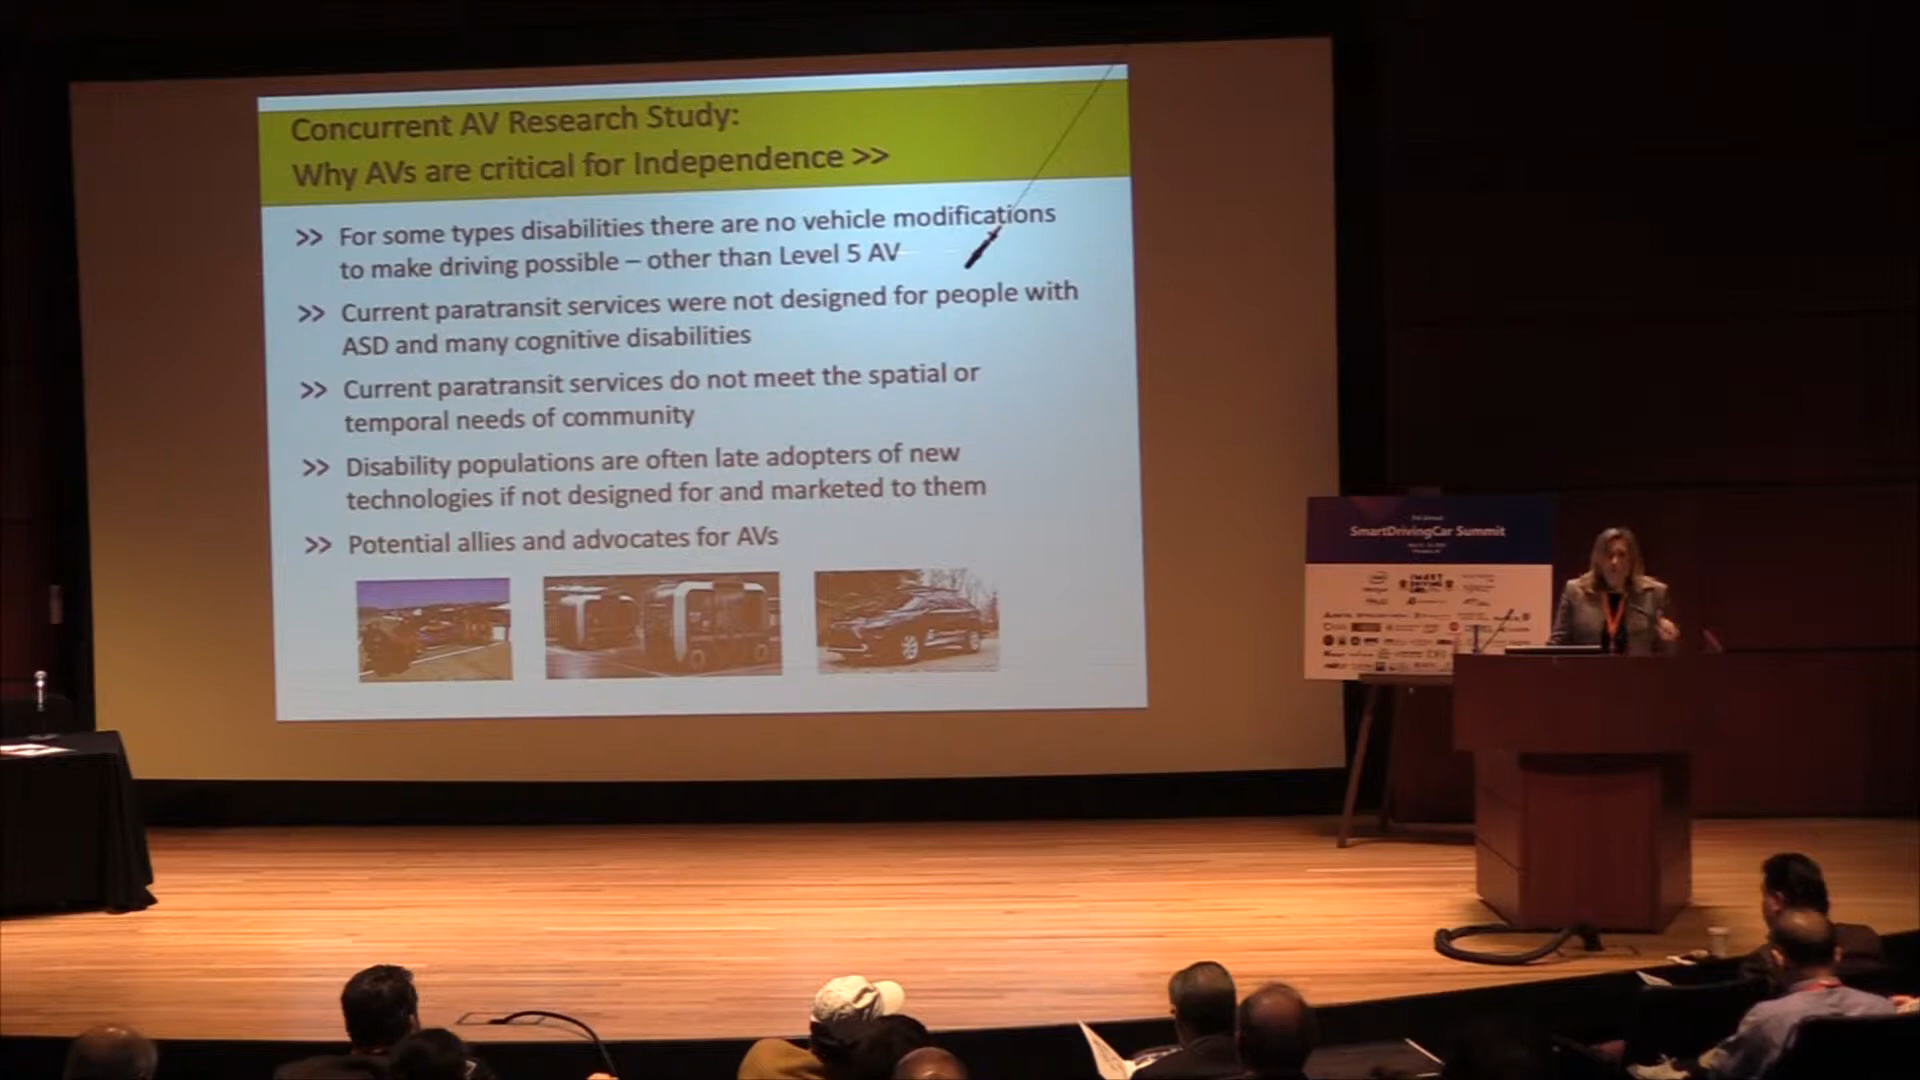 Concurrent AV Research Study:
Why AVs are critical for Independence >>
>> For some types disabilities there are no vehicle modifications
to make driving possible – other than Level 5 AV
>> Current paratransit services were not designed for people with
ASD and many cognitive disabilities
>> Current paratransit services do not meet the spatial or
temporal needs of community
>> Disability populations are often late adopters of new
technologies if not designed for and marketed to them
>> Potential allies and advocates for AVs
SmartDrivingCar Summit